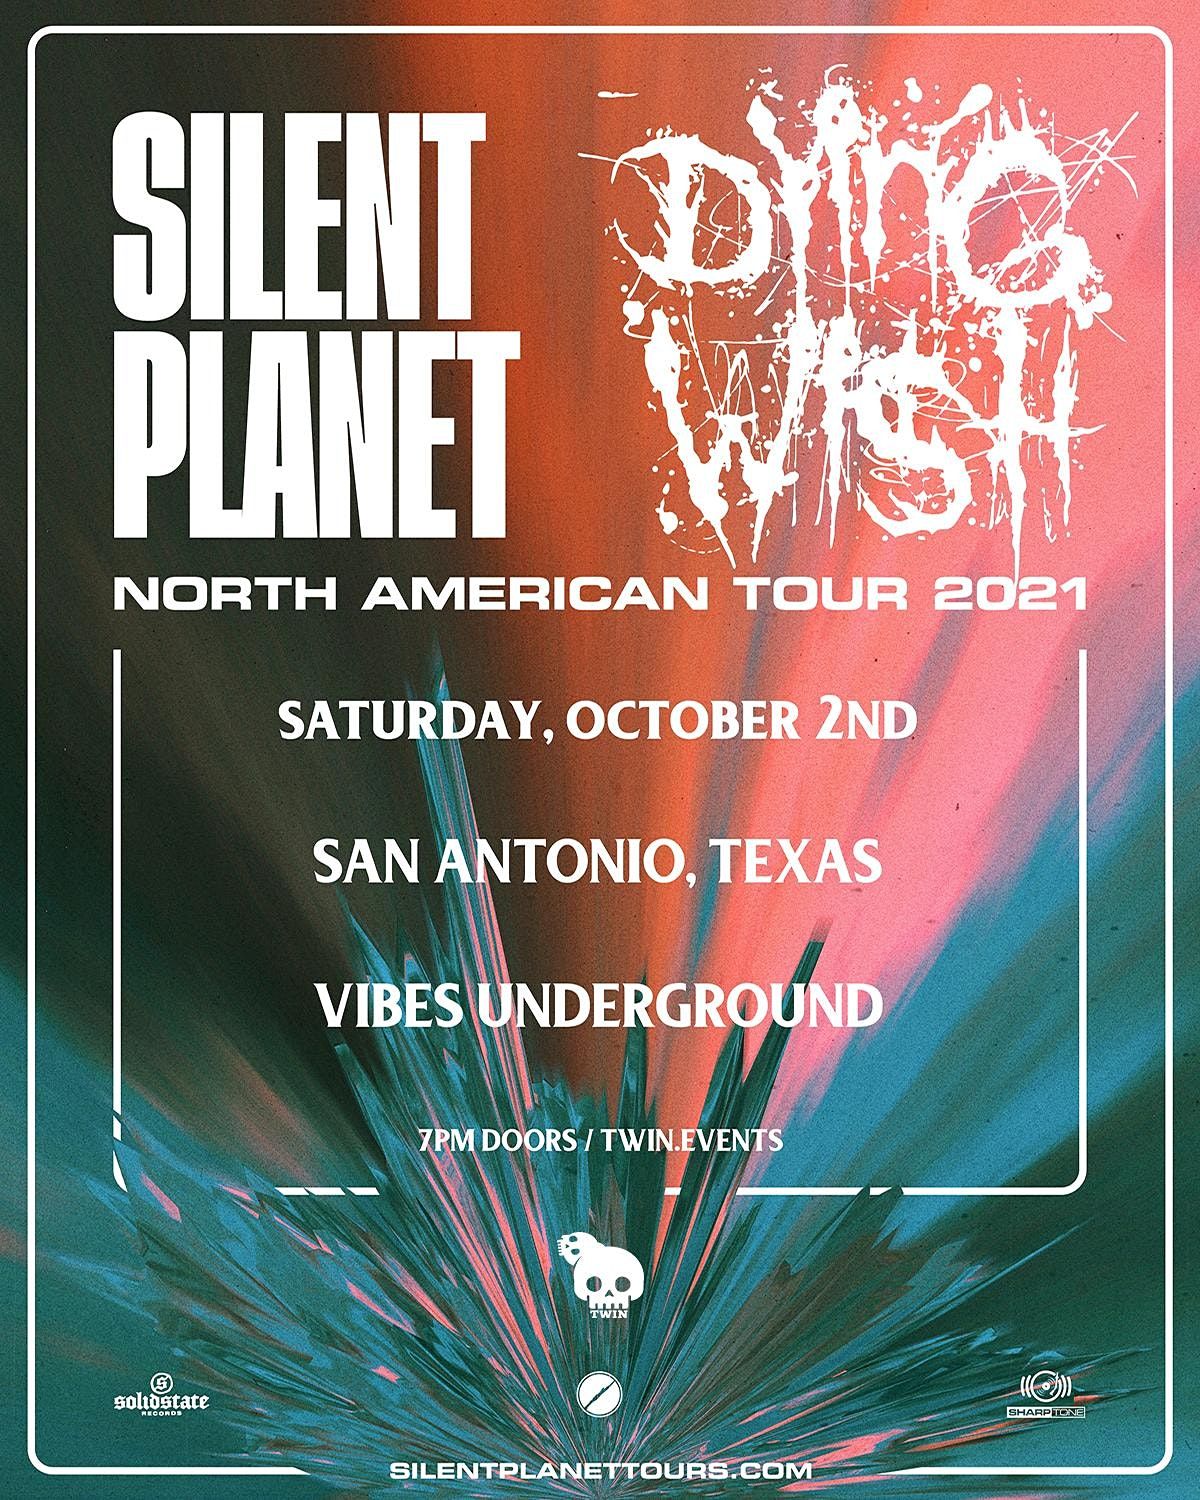 SILENT
PLANET
DYING
WISH
NORTH AMERICAN TOUR 2021
SATURDAY, OCTOBER 2ND
SAN ANTONIO, TEXAS
VIBES UNDERGROUND
7PM DOORS / TWIN.EVENTS
TWIN
S
solidstate
RECORDS
SHARPTONE
SILENTPLANETTOURS.COM